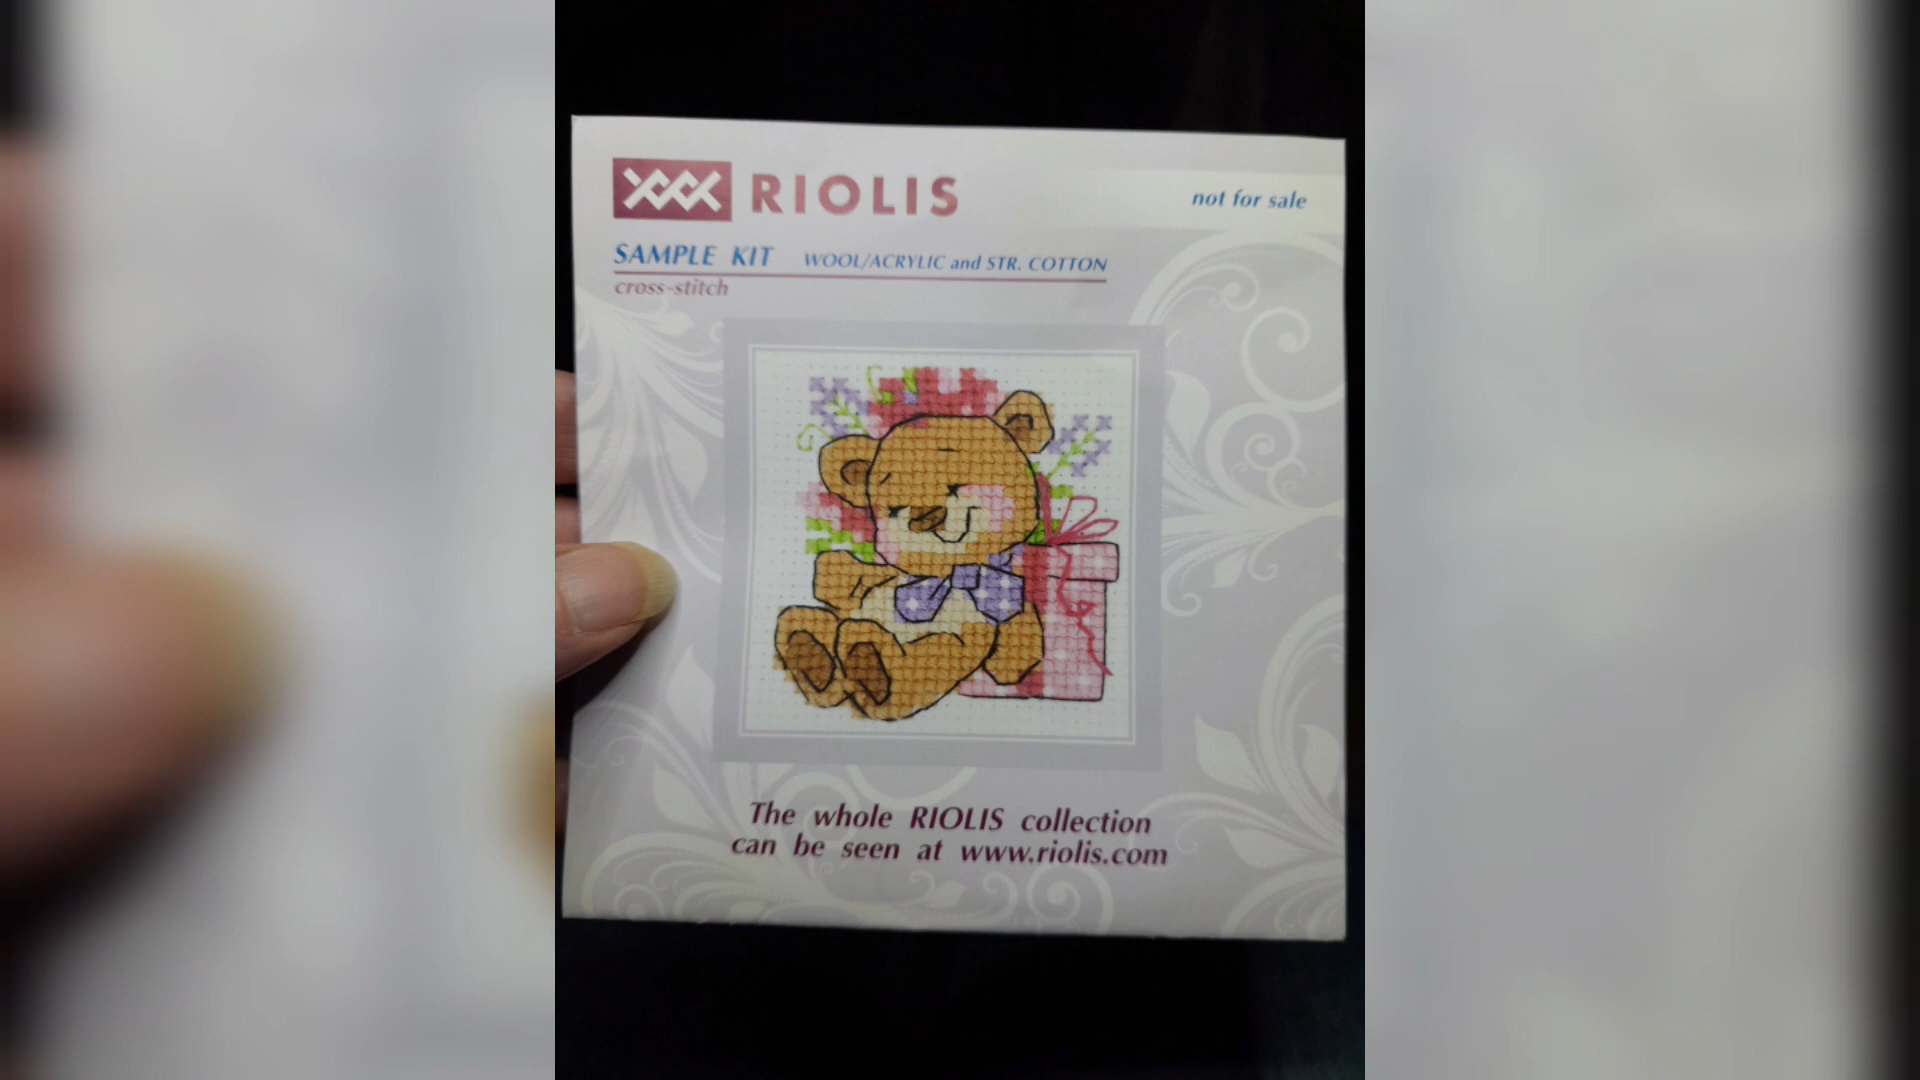 RIOLIS
not for sale
SAMPLE KIT WOOL/ACRYLIC and STR. COTTON
cross-stitch
The whole RIOLIS collection
can be seen at www.riolis.com